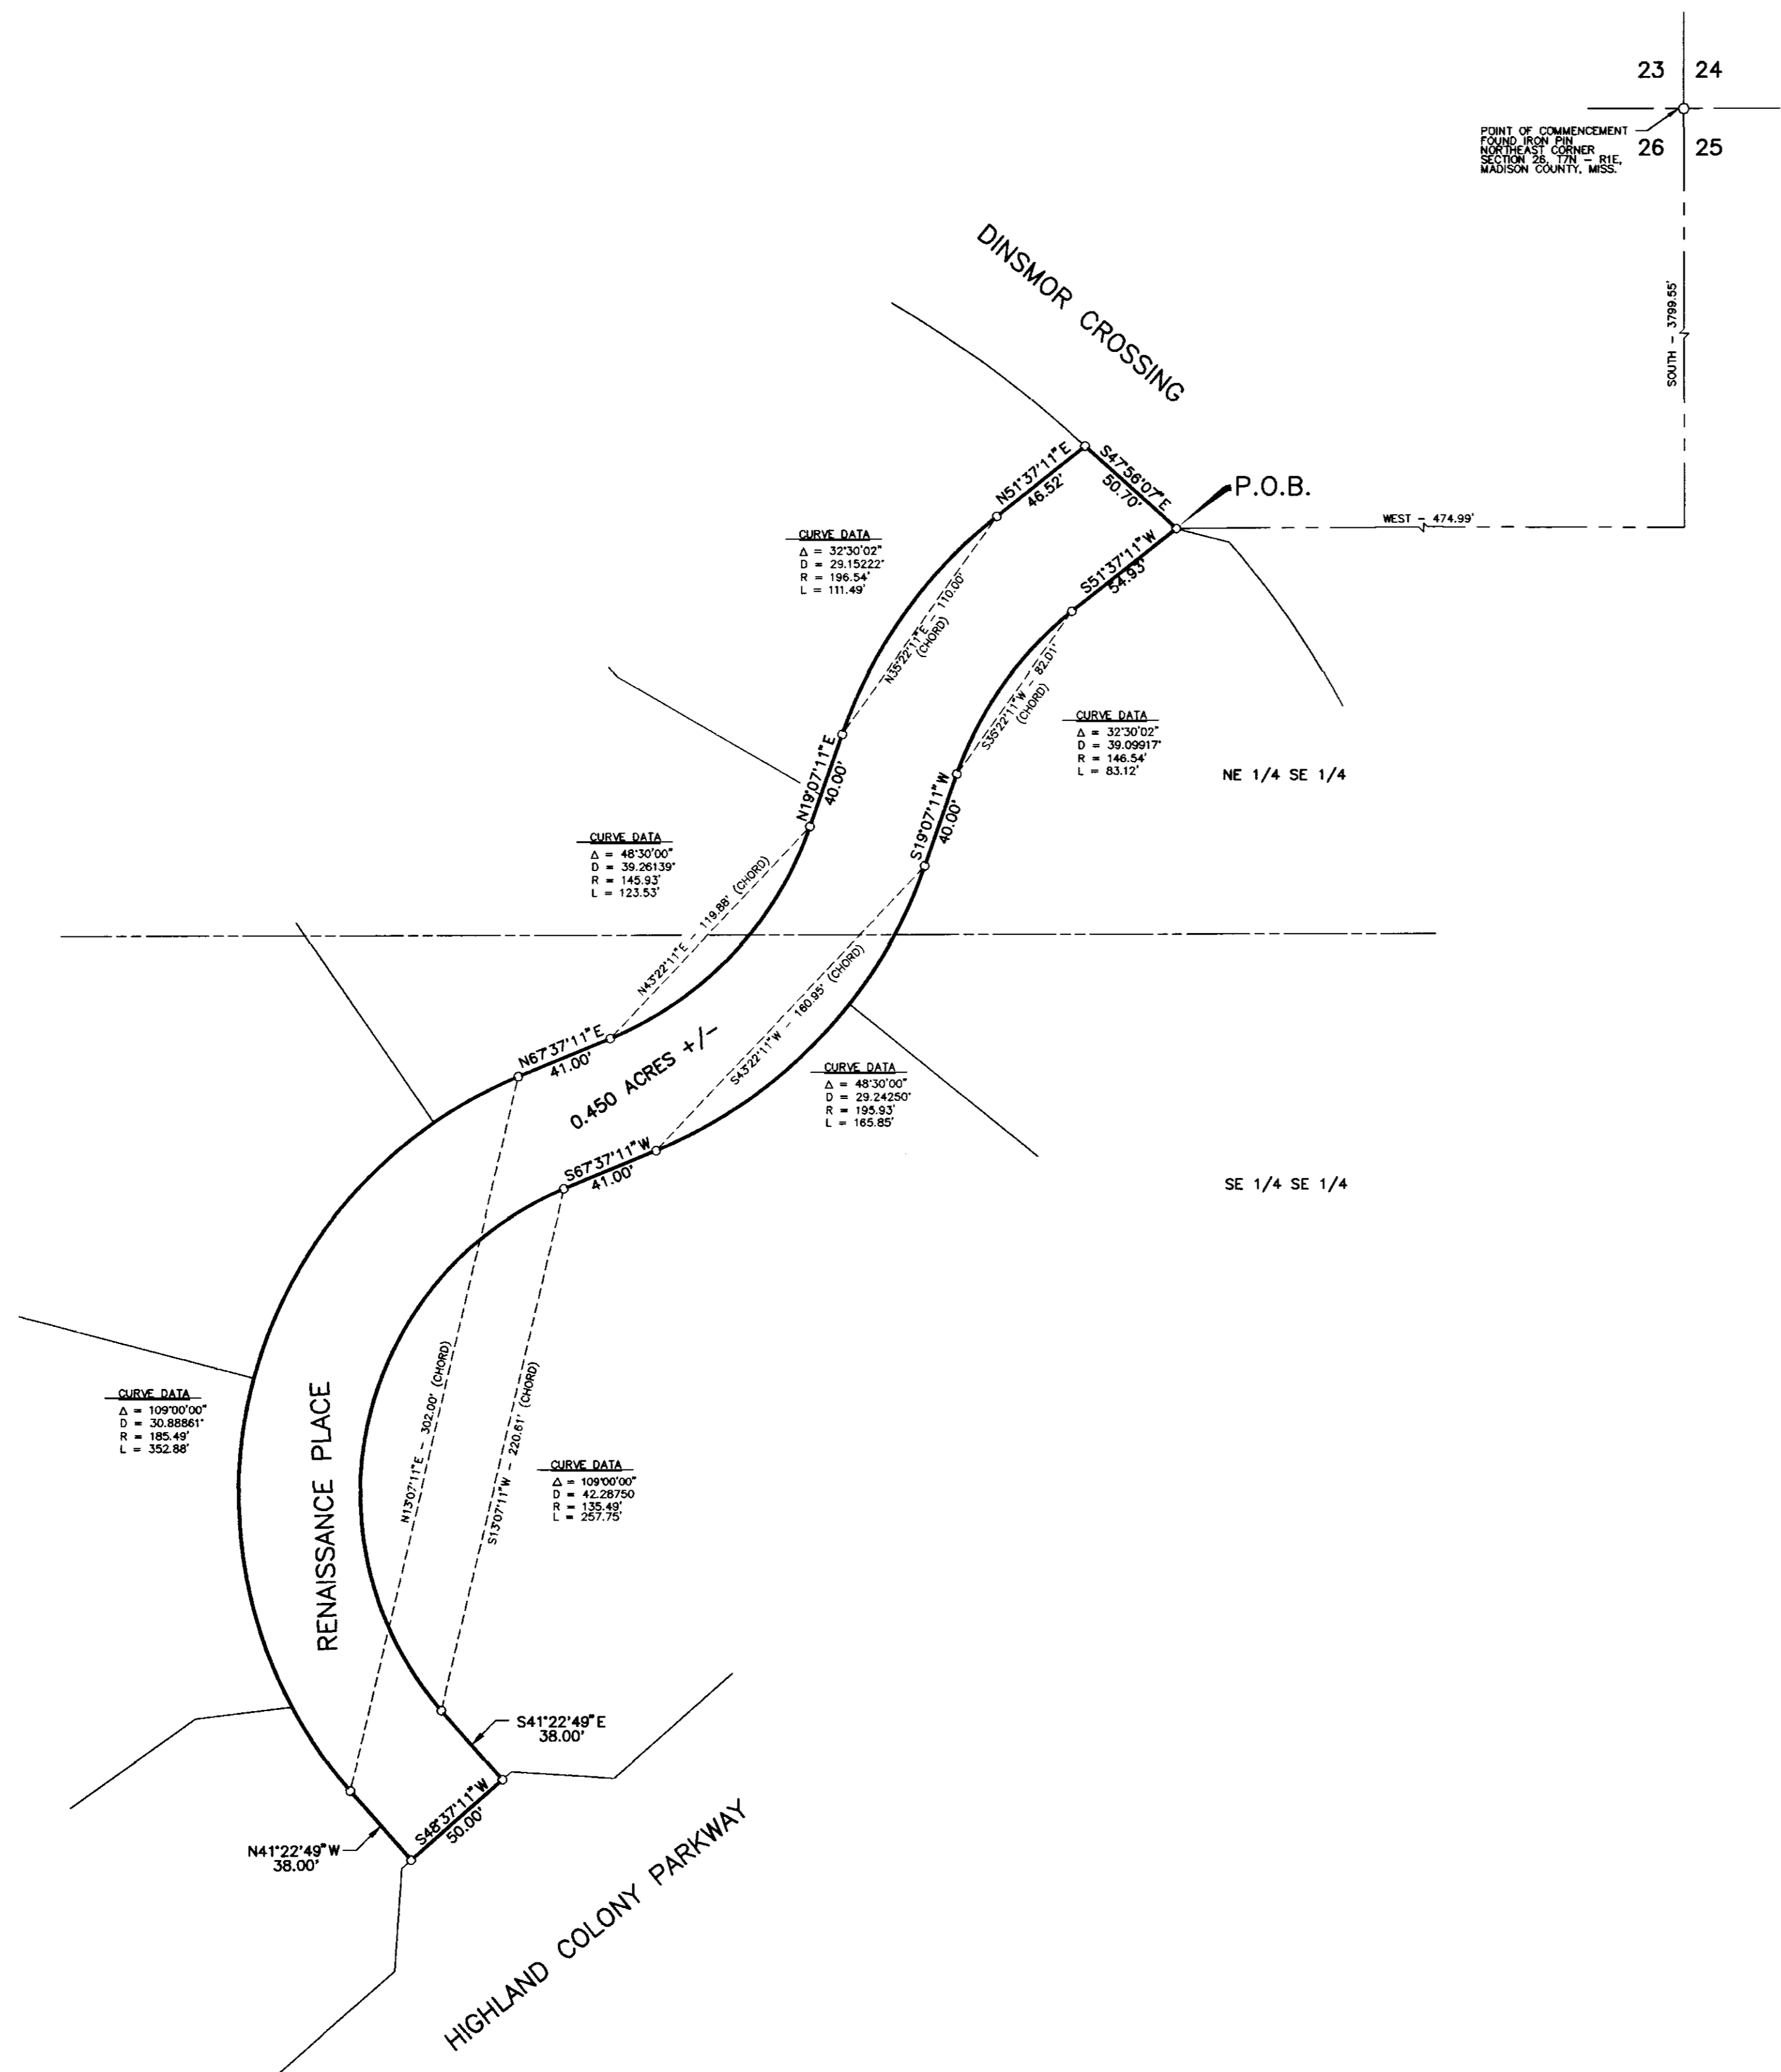 23 24
POINT OF COMMENCEMENT
FOUND IRON PIN
NORTHEAST CORNER
SECTION 26, T7N - R1E,
MADISON COUNTY, MISS.
26 25
SOUTH - 3799.55'
DINSMOR CROSSING
S47°56'07"E
50.70'
P.O.B.
WEST - 474.99'
N51°37'11"E
46.52'
S51°37'11"W
54.93'
CURVE DATA
Δ = 32°30'02"
D = 29.15222°
R = 196.54'
L = 111.49'
N35°22'11"E - 110.00'
(CHORD)
S35°22'11"W - 82.01'
(CHORD)
CURVE DATA
Δ = 32°30'02"
D = 39.09917°
R = 146.54'
L = 83.12'
NE 1/4 SE 1/4
N19°07'11"E
40.00'
S19°07'11"W
40.00'
CURVE DATA
Δ = 48°30'00"
D = 39.26139°
R = 145.93'
L = 123.53'
N43°22'11"E - 119.88' (CHORD)
S43°22'11"W - 160.95' (CHORD)
N67°37'11"E
41.00'
0.450 ACRES +/-
CURVE DATA
Δ = 48°30'00"
D = 29.24250°
R = 195.93'
L = 165.85'
S67°37'11"W
41.00'
SE 1/4 SE 1/4
CURVE DATA
Δ = 109°00'00"
D = 30.88861°
R = 185.49'
L = 352.88'
RENAISSANCE PLACE
N13°07'11"E - 302.00' (CHORD)
S13°07'11"W - 220.61' (CHORD)
CURVE DATA
Δ = 109°00'00"
D = 42.28750
R = 135.49'
L = 257.75'
S41°22'49"E
38.00'
S48°37'11"W
50.00'
N41°22'49"W
38.00'
HIGHLAND COLONY PARKWAY